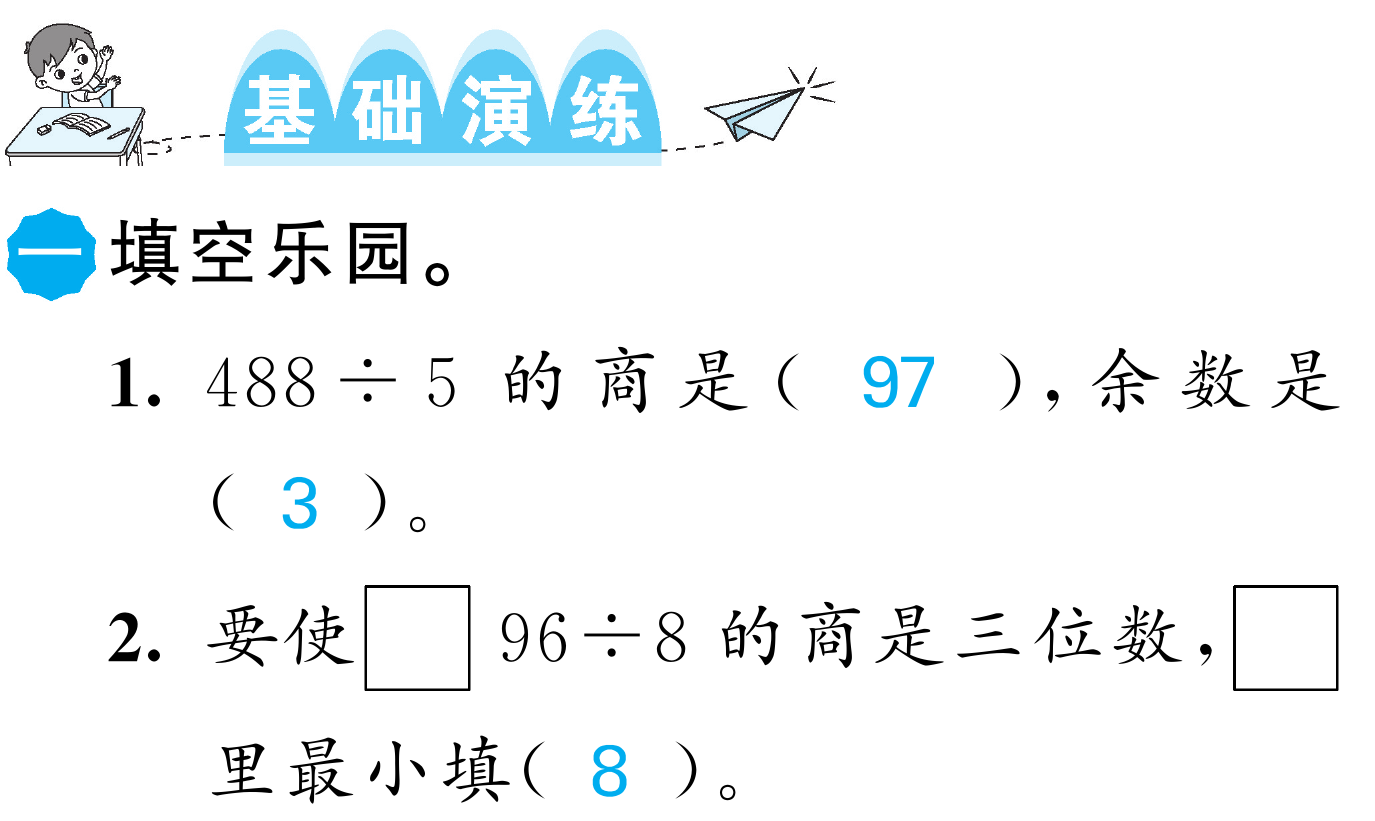 基础演练
一 填空乐园。
1. 488÷5 的商是( 97 ),余数是
( 3 )。
2. 要使□96÷8 的商是三位数,□
里最小填( 8 )。